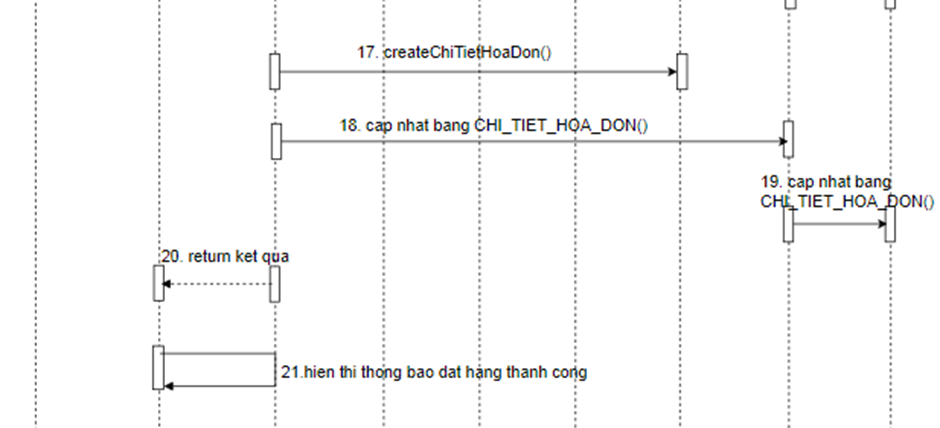 17. createChiTietHoaDon()
18. cap nhat bang CHI_TIET_HOA_DON()
19. cap nhat bang
CHI_TIET_HOA_DON()
20. return ket qua
21.hien thi thong bao dat hang thanh cong